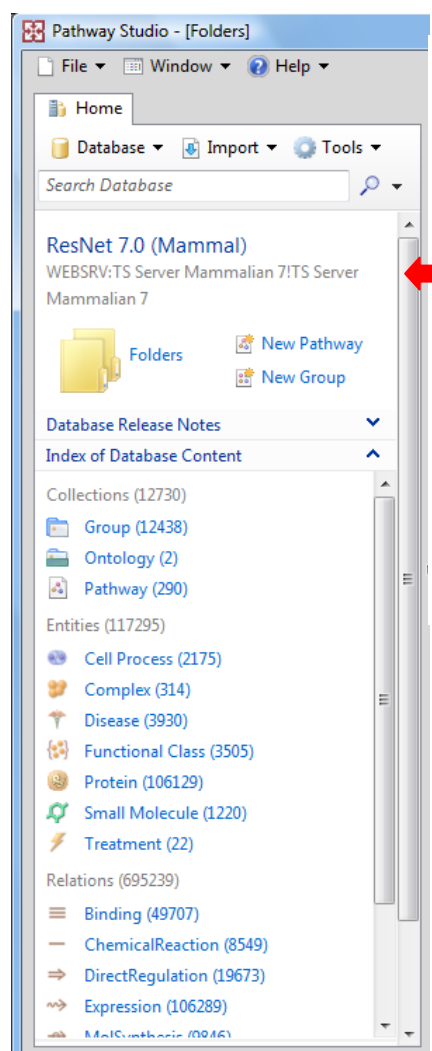 Pathway Studio - [Folders]
File Window Help
Home
Database Import Tools
Search Database
ResNet 7.0 (Mammal)
WEBSRV:TS Server Mammalian 7!TS Server
Mammalian 7
Folders
New Pathway
New Group
Database Release Notes
Index of Database Content
Collections (12730)
Group (12438)
Ontology (2)
Pathway (290)
Entities (117295)
Cell Process (2175)
Complex (314)
Disease (3930)
Functional Class (3505)
Protein (106129)
Small Molecule (1220)
Treatment (22)
Relations (695239)
Binding (49707)
ChemicalReaction (8549)
DirectRegulation (19673)
Expression (106289)
MolSynthesis (9846)